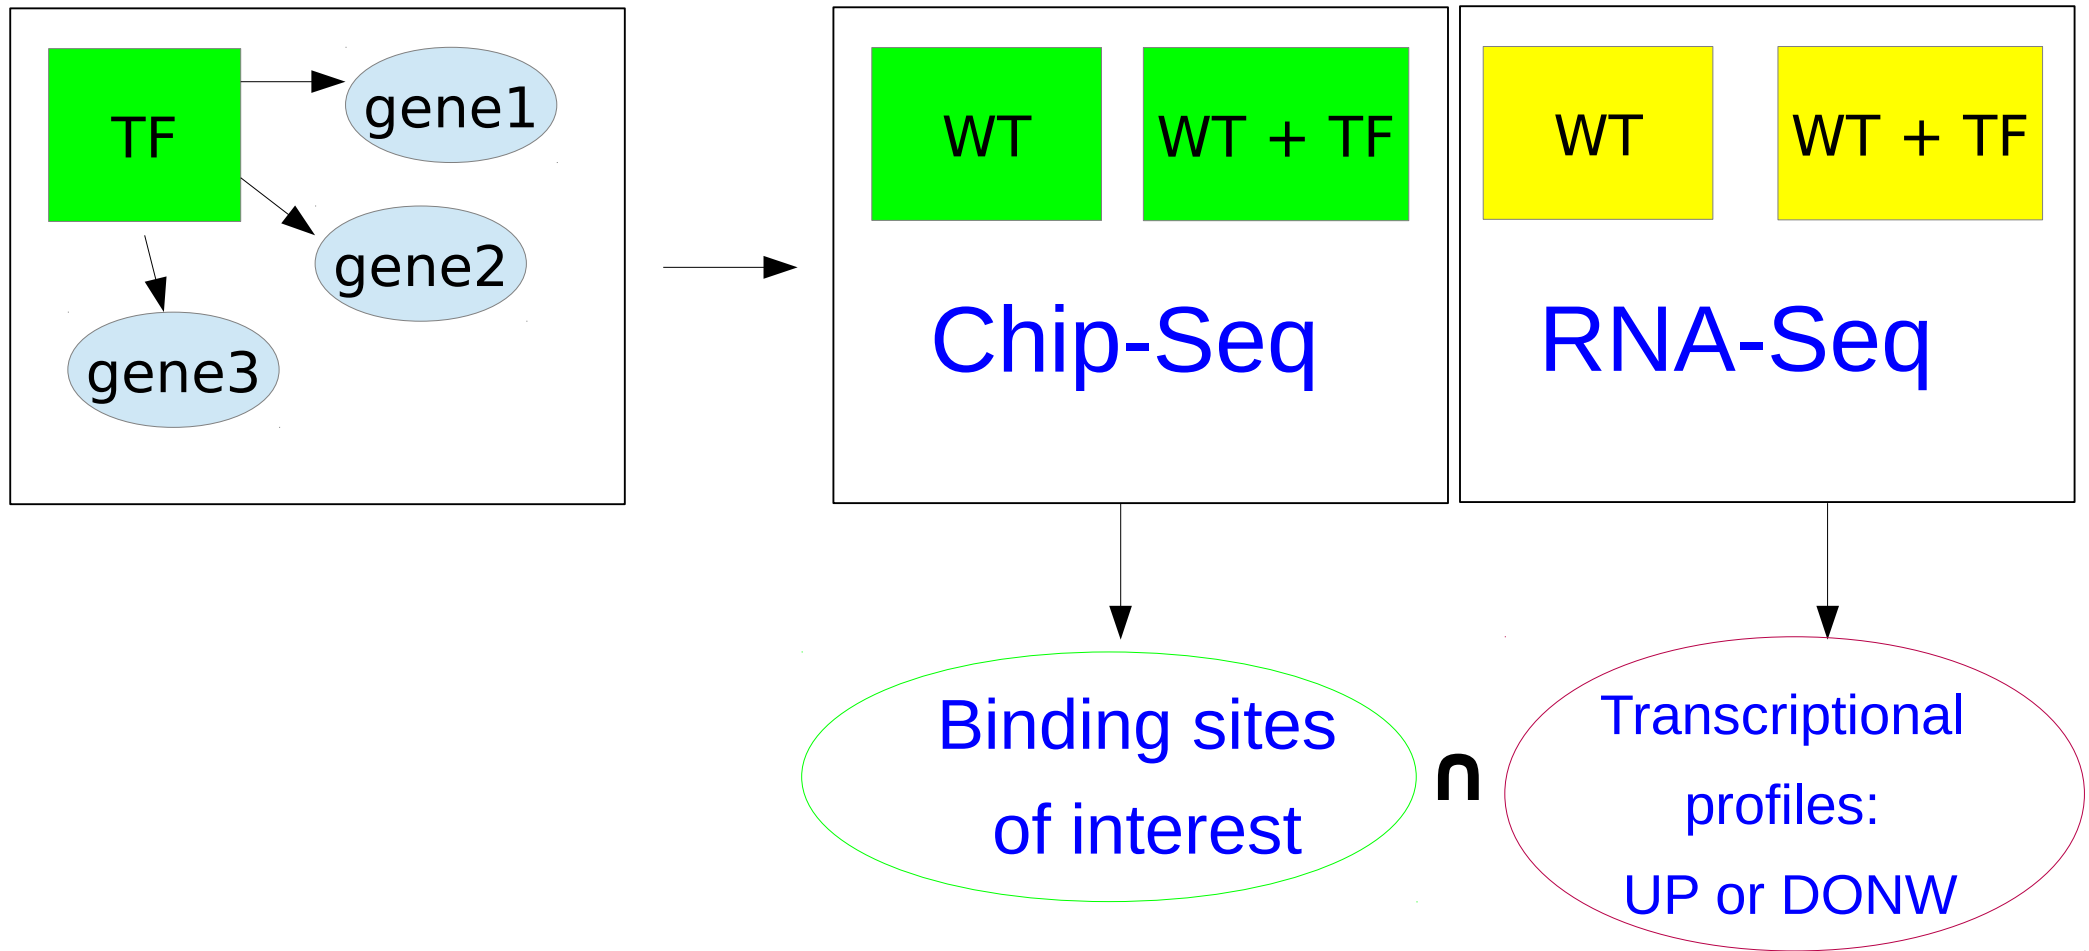 TF
gene1
gene2
gene3
WT
WT + TF
Chip-Seq
WT
WT + TF
RNA-Seq
Binding sites
of interest
∩
Transcriptional
profiles:
UP or DONW